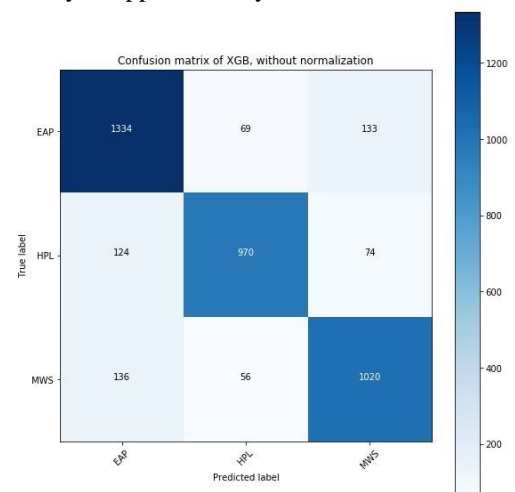 Confusion matrix of XGB, without normalization
EAP 1334 69 133
HPL 124 970 74
MWS 136 56 1020
EAP HPL MWS
True label
Predicted label
1200
1000
800
600
400
200